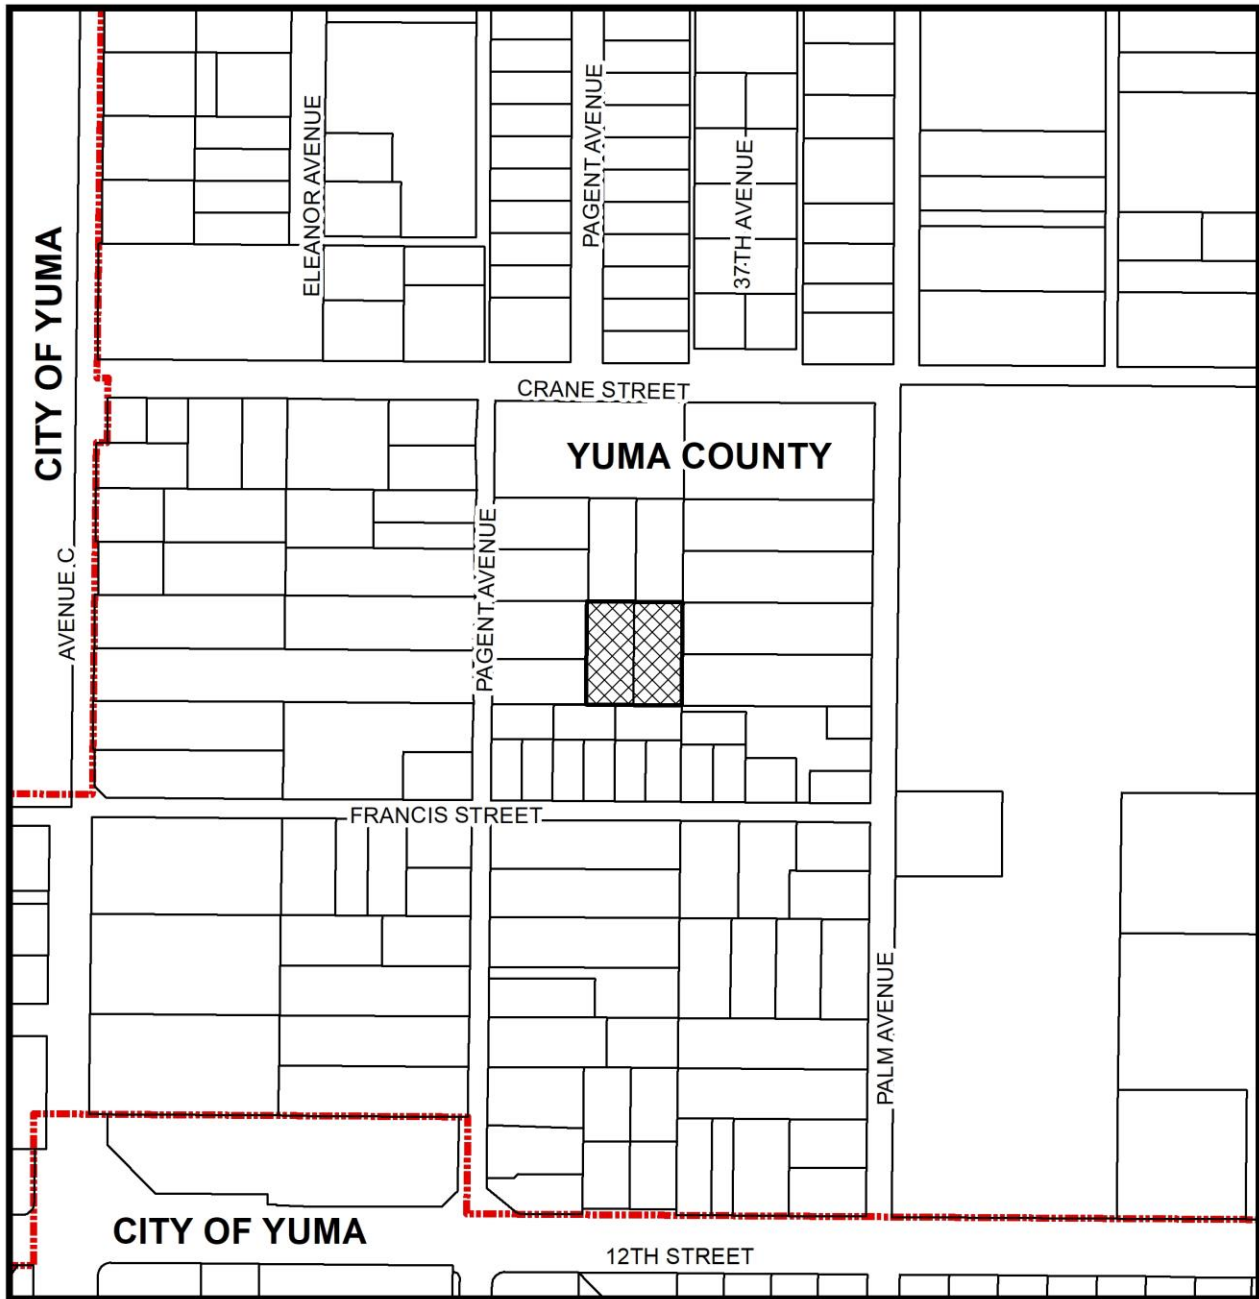 ELEANOR AVENUE
PAGENT AVENUE
37TH AVENUE
CITY OF YUMA
CRANE STREET
YUMA COUNTY
AVENUE C
PAGENT AVENUE
FRANCIS STREET
PALM AVENUE
CITY OF YUMA
12TH STREET